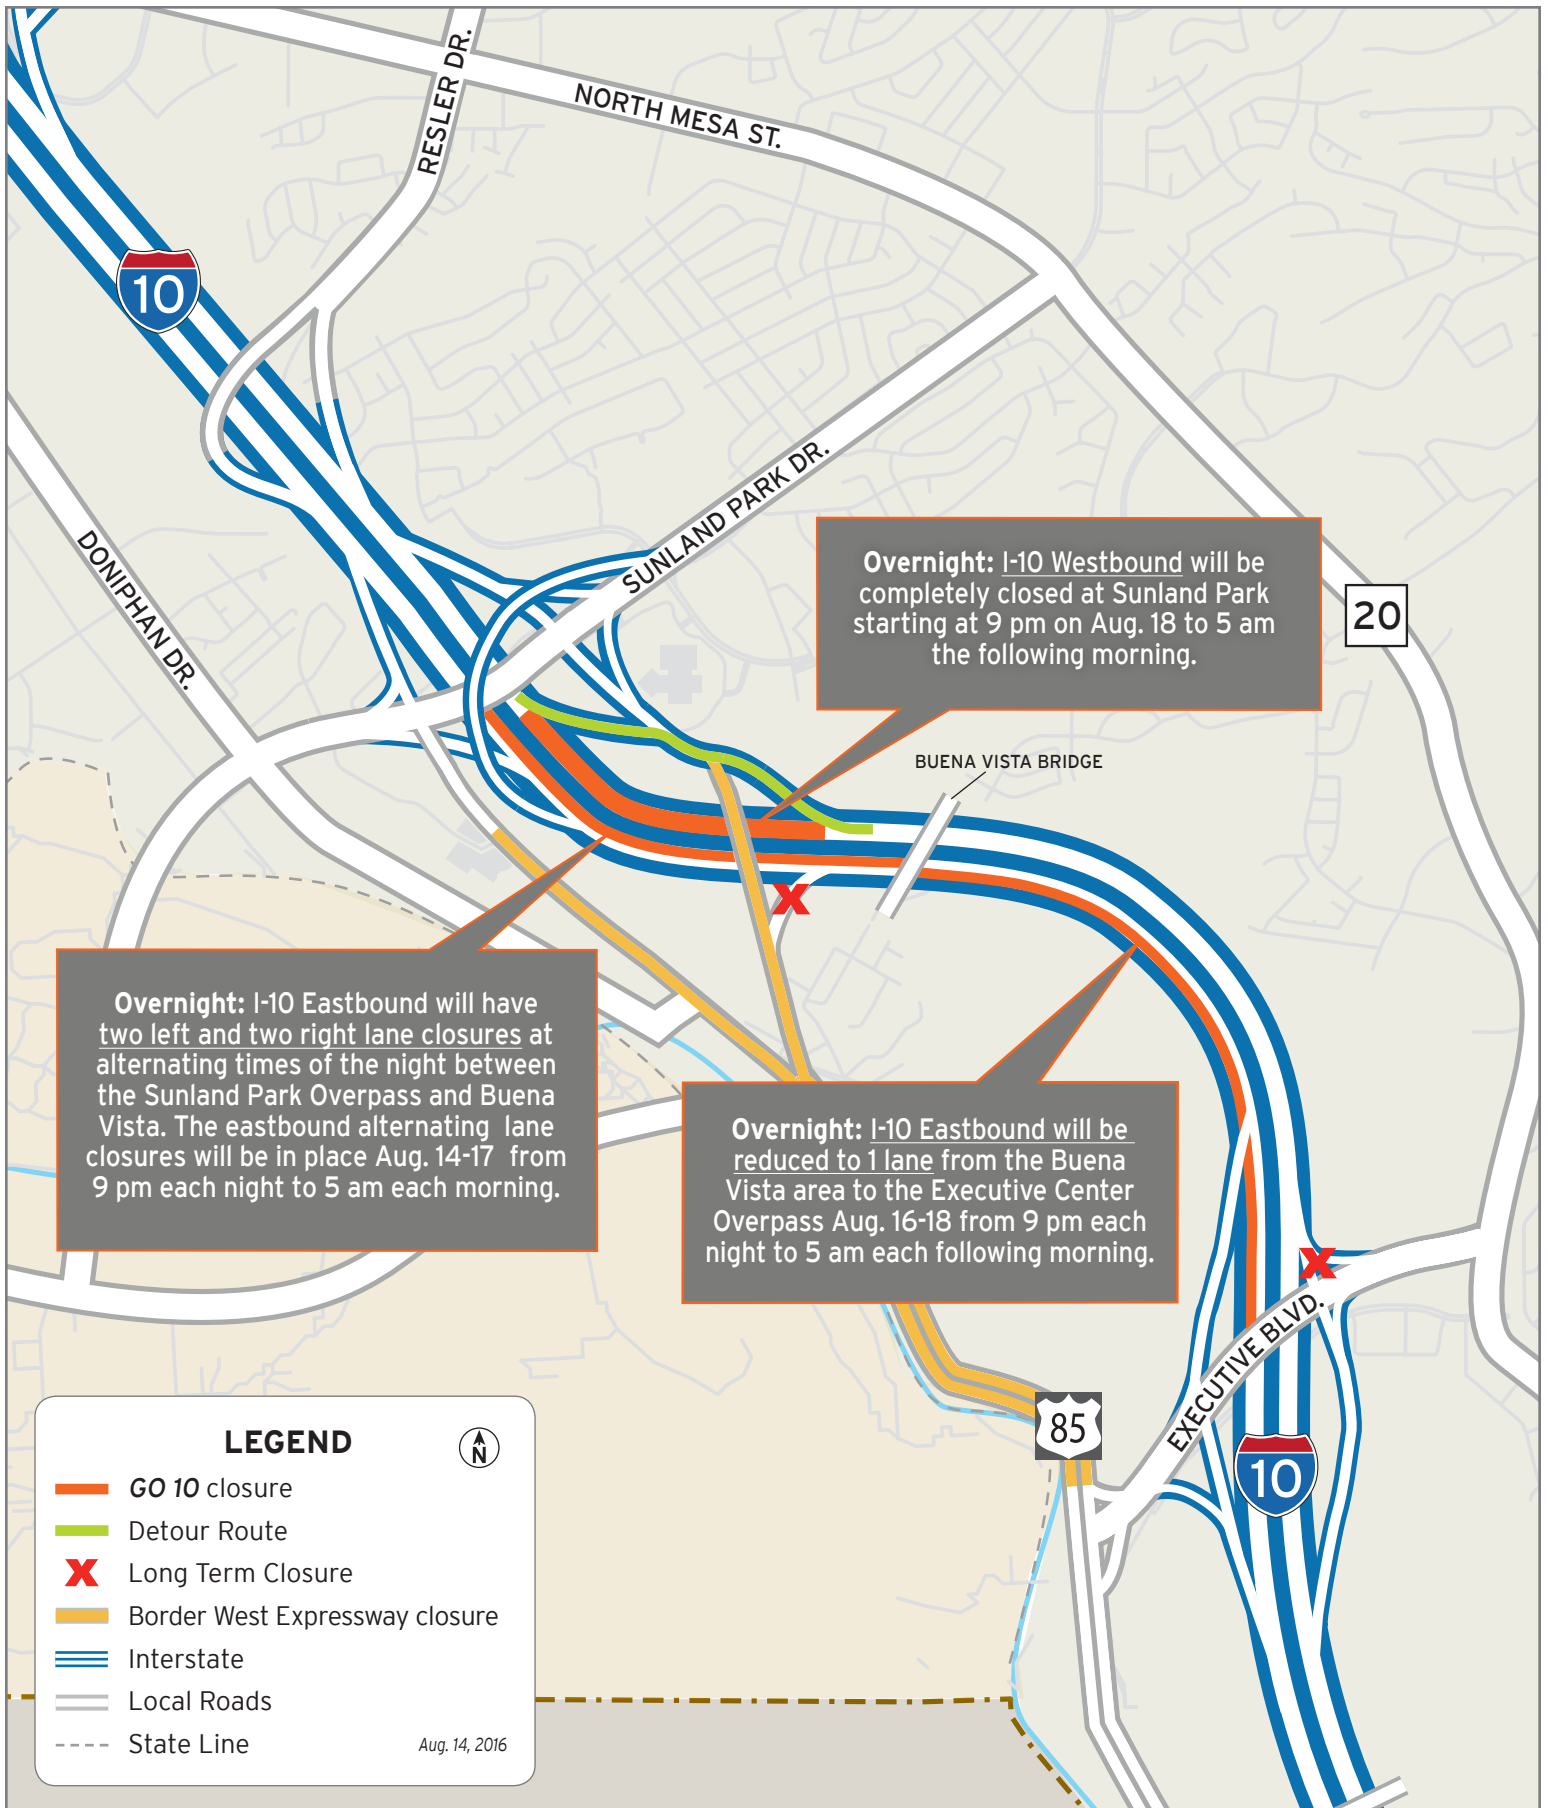 RESLER DR.
NORTH MESA ST.
10
DONIPHAN DR.
SUNLAND PARK DR.
Overnight: I-10 Westbound will be
completely closed at Sunland Park
starting at 9 pm on Aug. 18 to 5 am
the following morning.
20
BUENA VISTA BRIDGE
Overnight: I-10 Eastbound will have
two left and two right lane closures at
alternating times of the night between
the Sunland Park Overpass and Buena
Vista. The eastbound alternating lane
closures will be in place Aug. 14-17 from
9 pm each night to 5 am each morning.
Overnight: I-10 Eastbound will be
reduced to 1 lane from the Buena
Vista area to the Executive Center
Overpass Aug. 16-18 from 9 pm each
night to 5 am each following morning.
EXECUTIVE BLVD.
85
10
LEGEND
N
GO 10 closure
Detour Route
X Long Term Closure
Border West Expressway closure
Interstate
Local Roads
State Line
Aug. 14, 2016